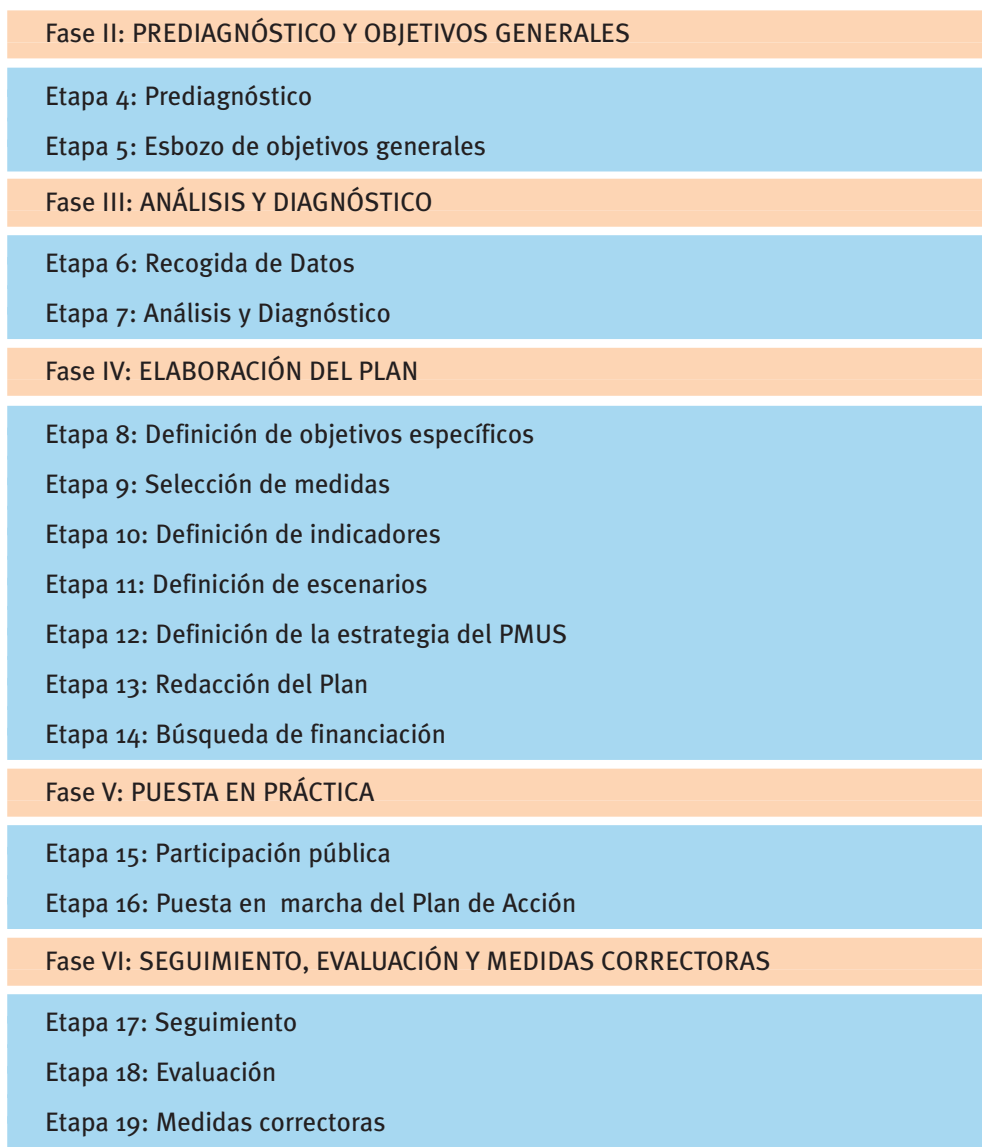 Fase II: PREDIAGNÓSTICO Y OBJETIVOS GENERALES
Etapa 4: Prediagnóstico
Etapa 5: Esbozo de objetivos generales
Fase III: ANÁLISIS Y DIAGNÓSTICO
Etapa 6: Recogida de Datos
Etapa 7: Análisis y Diagnóstico
Fase IV: ELABORACIÓN DEL PLAN
Etapa 8: Definición de objetivos específicos
Etapa 9: Selección de medidas
Etapa 10: Definición de indicadores
Etapa 11: Definición de escenarios
Etapa 12: Definición de la estrategia del PMUS
Etapa 13: Redacción del Plan
Etapa 14: Búsqueda de financiación
Fase V: PUESTA EN PRÁCTICA
Etapa 15: Participación pública
Etapa 16: Puesta en marcha del Plan de Acción
Fase VI: SEGUIMIENTO, EVALUACIÓN Y MEDIDAS CORRECTORAS
Etapa 17: Seguimiento
Etapa 18: Evaluación
Etapa 19: Medidas correctoras